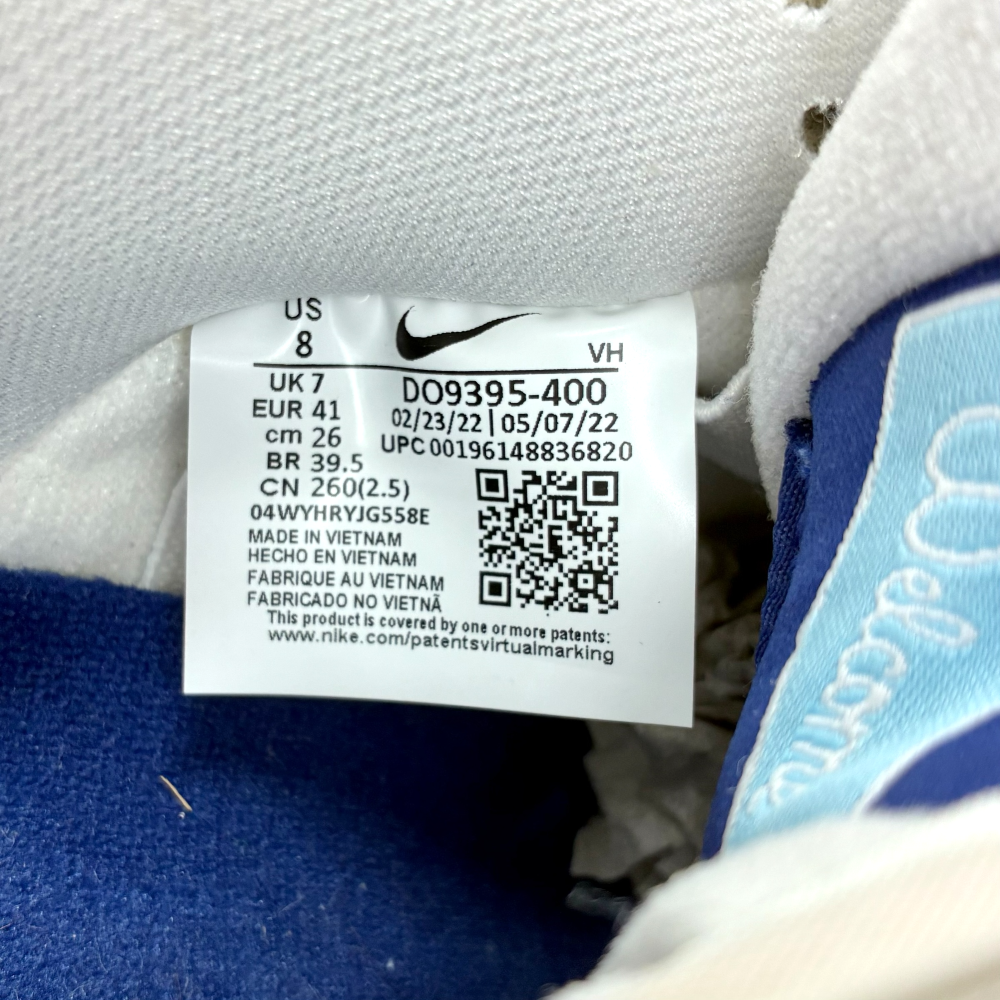 US
8
VH
UK 7
EUR 41
cm 26
BR 39.5
CN 260(2.5)
04WYHRYJG558E
DO9395-400
02/23/22 | 05/07/22
UPC 00196148836820
MADE IN VIETNAM
HECHO EN VIETNAM
FABRIQUE AU VIETNAM
FABRICADO NO VIETNÃ
This product is covered by one or more patents:
www.nike.com/patentsvirtualmarking
Welcome